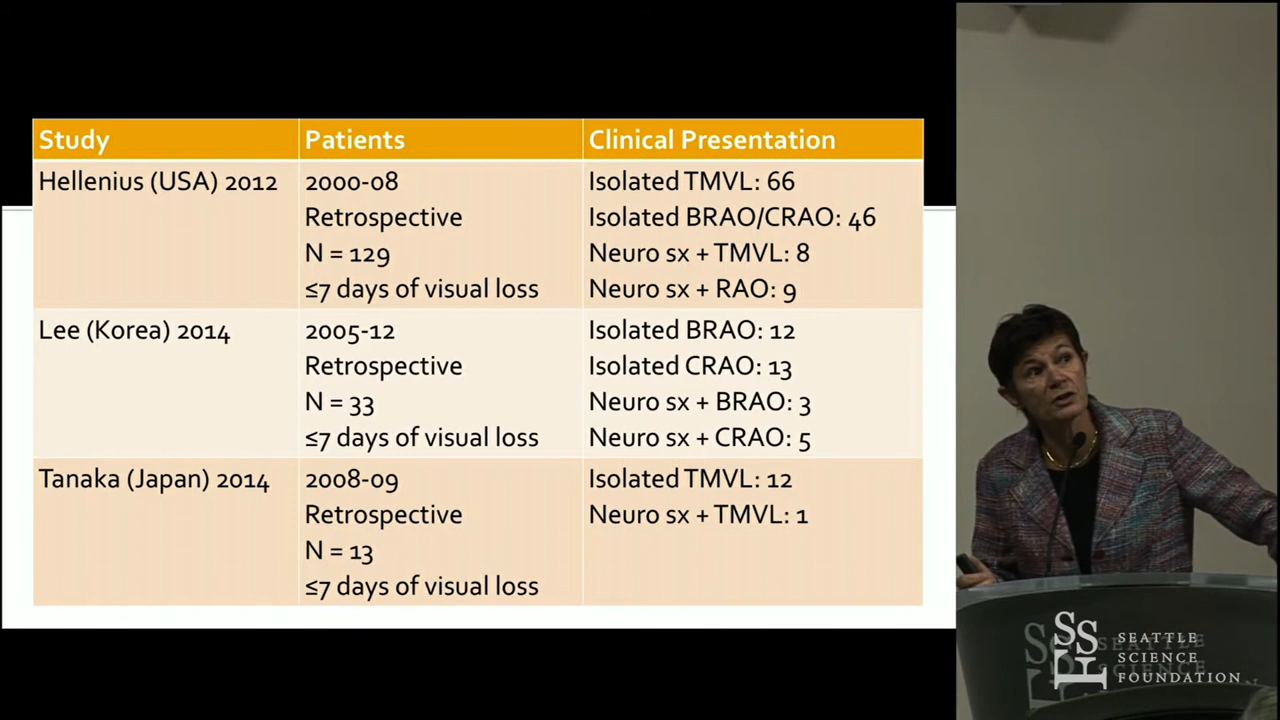 Study
Patients
Clinical Presentation
Hellenius (USA) 2012
2000-08
Retrospective
N = 129
≤7 days of visual loss
Isolated TMVL: 66
Isolated BRAO/CRAO: 46
Neuro sx + TMVL: 8
Neuro sx + RAO: 9
Lee (Korea) 2014
2005-12
Retrospective
N = 33
≤7 days of visual loss
Isolated BRAO: 12
Isolated CRAO: 13
Neuro sx + BRAO: 3
Neuro sx + CRAO: 5
Tanaka (Japan) 2014
2008-09
Retrospective
N = 13
≤7 days of visual loss
Isolated TMVL: 12
Neuro sx + TMVL: 1
SSF
SEATTLE
SCIENCE
FOUNDATION